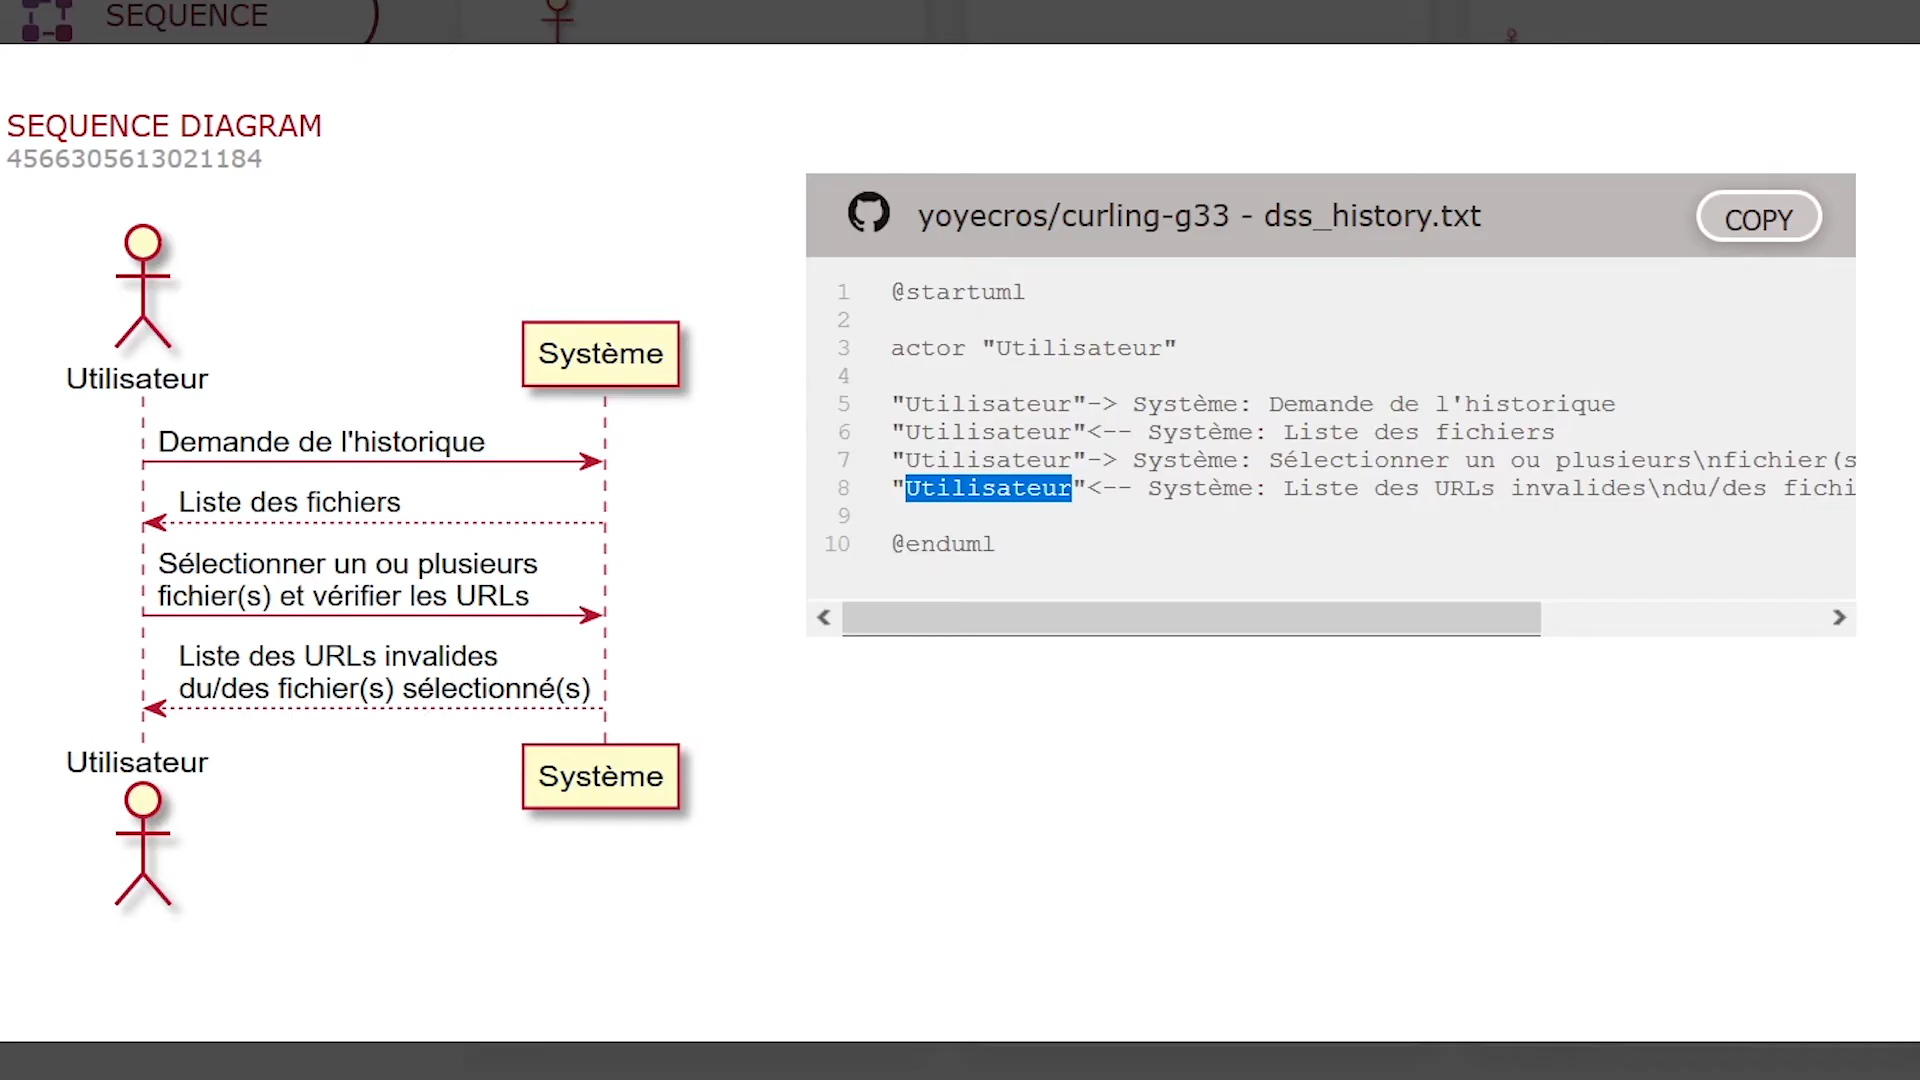 SEQUENCE
SEQUENCE DIAGRAM
4566305613021184
Utilisateur
Système
Demande de l'historique
Liste des fichiers
Sélectionner un ou plusieurs
fichier(s) et vérifier les URLs
Liste des URLs invalides
du/des fichier(s) sélectionné(s)
Utilisateur
Système
yoyecros/curling-g33 - dss_history.txt
COPY
1 @startuml
2
3 actor "Utilisateur"
4
5 "Utilisateur"-> Système: Demande de l'historique
6 "Utilisateur"<-- Système: Liste des fichiers
7 "Utilisateur"-> Système: Sélectionner un ou plusieurs\nfichier(s
8 "Utilisateur"<-- Système: Liste des URLs invalides\ndu/des fichi
9
10 @enduml